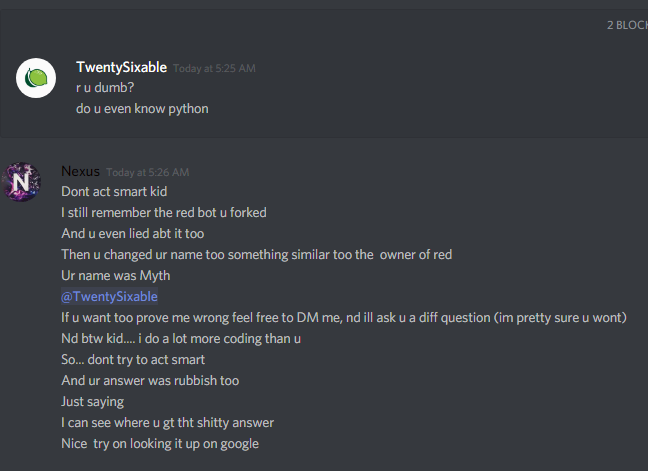 2 BLOCK
TwentySixable Today at 5:25 AM
r u dumb?
do u even know python
N
Nexus Today at 5:26 AM
Dont act smart kid
I still remember the red bot u forked
And u even lied abt it too
Then u changed ur name too something similar too the owner of red
Ur name was Myth
@TwentySixable
If u want too prove me wrong feel free to DM me, nd ill ask u a diff question (im pretty sure u wont)
Nd btw kid.... i do a lot more coding than u
So... dont try to act smart
And ur answer was rubbish too
Just saying
I can see where u gt tht shitty answer
Nice try on looking it up on google